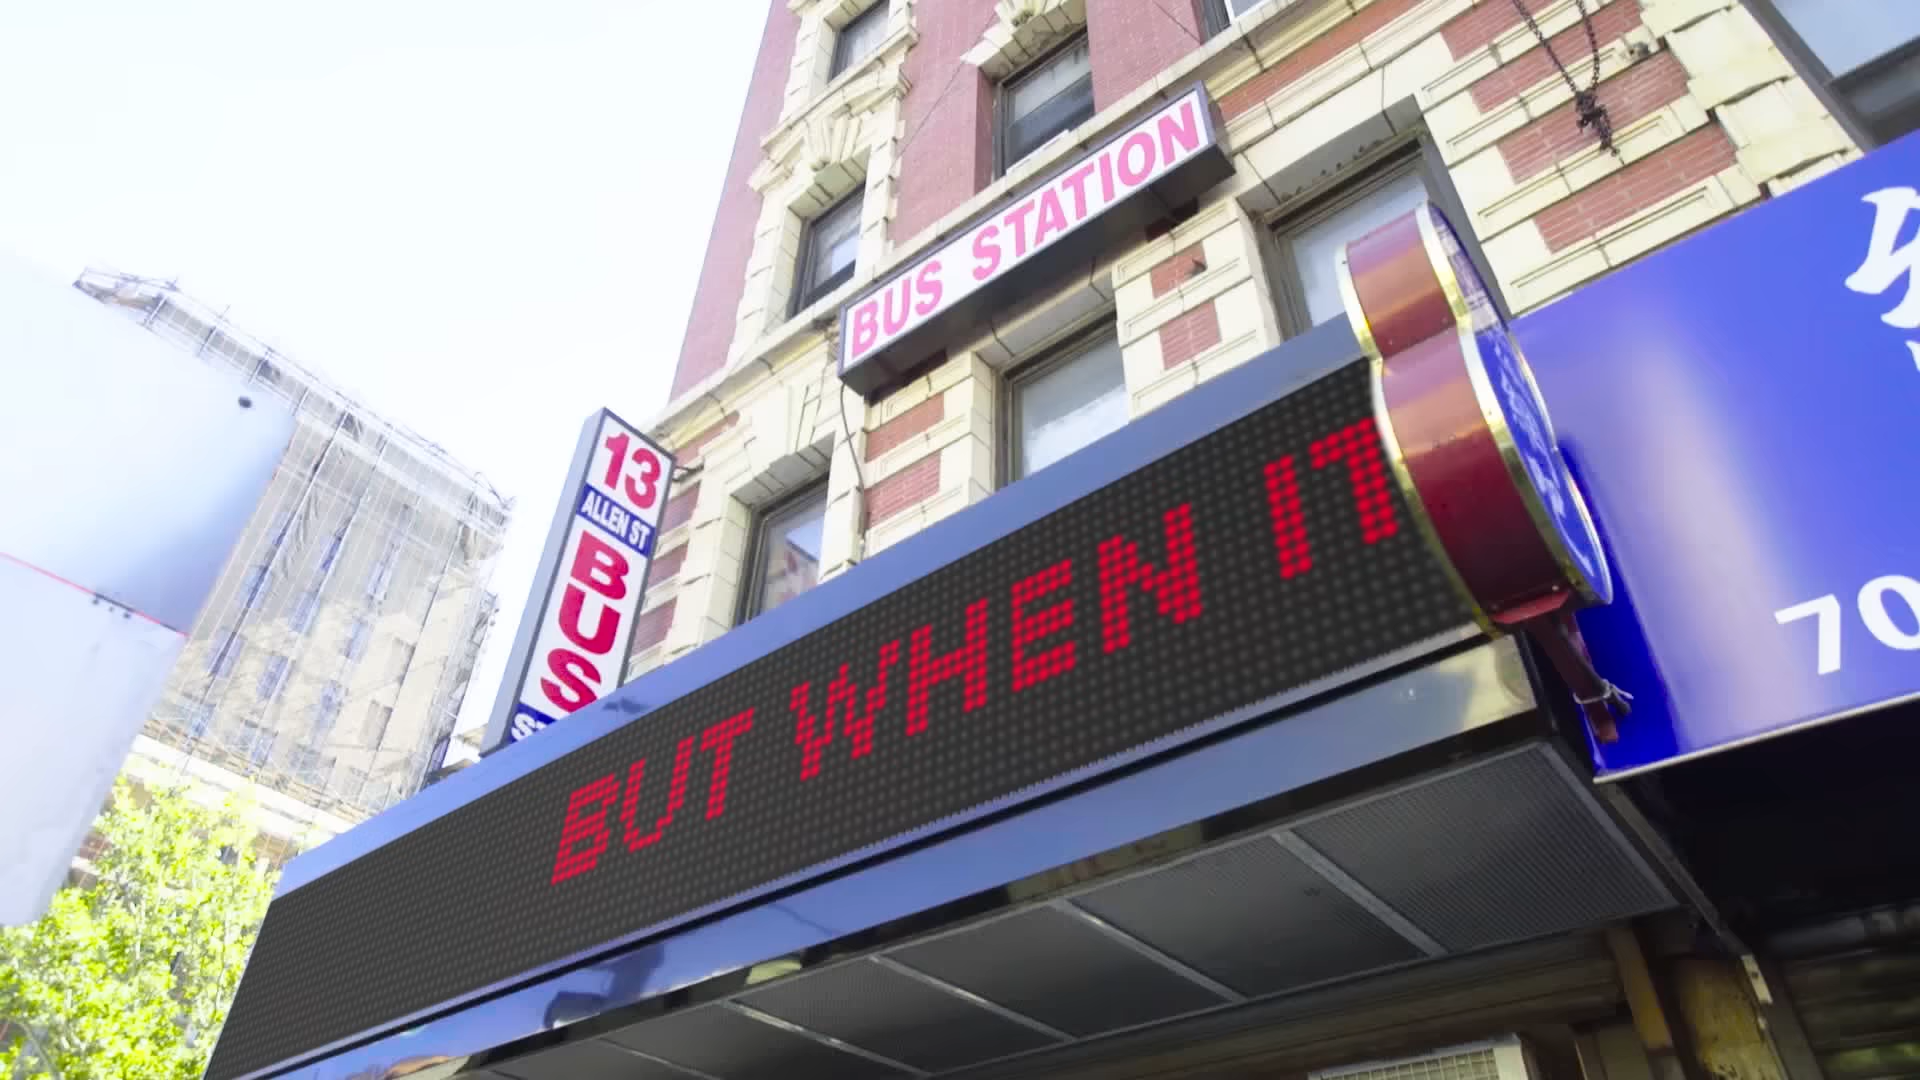 BUS STATION
13
ALLEN ST
BUS
BUT WHEN IT
70